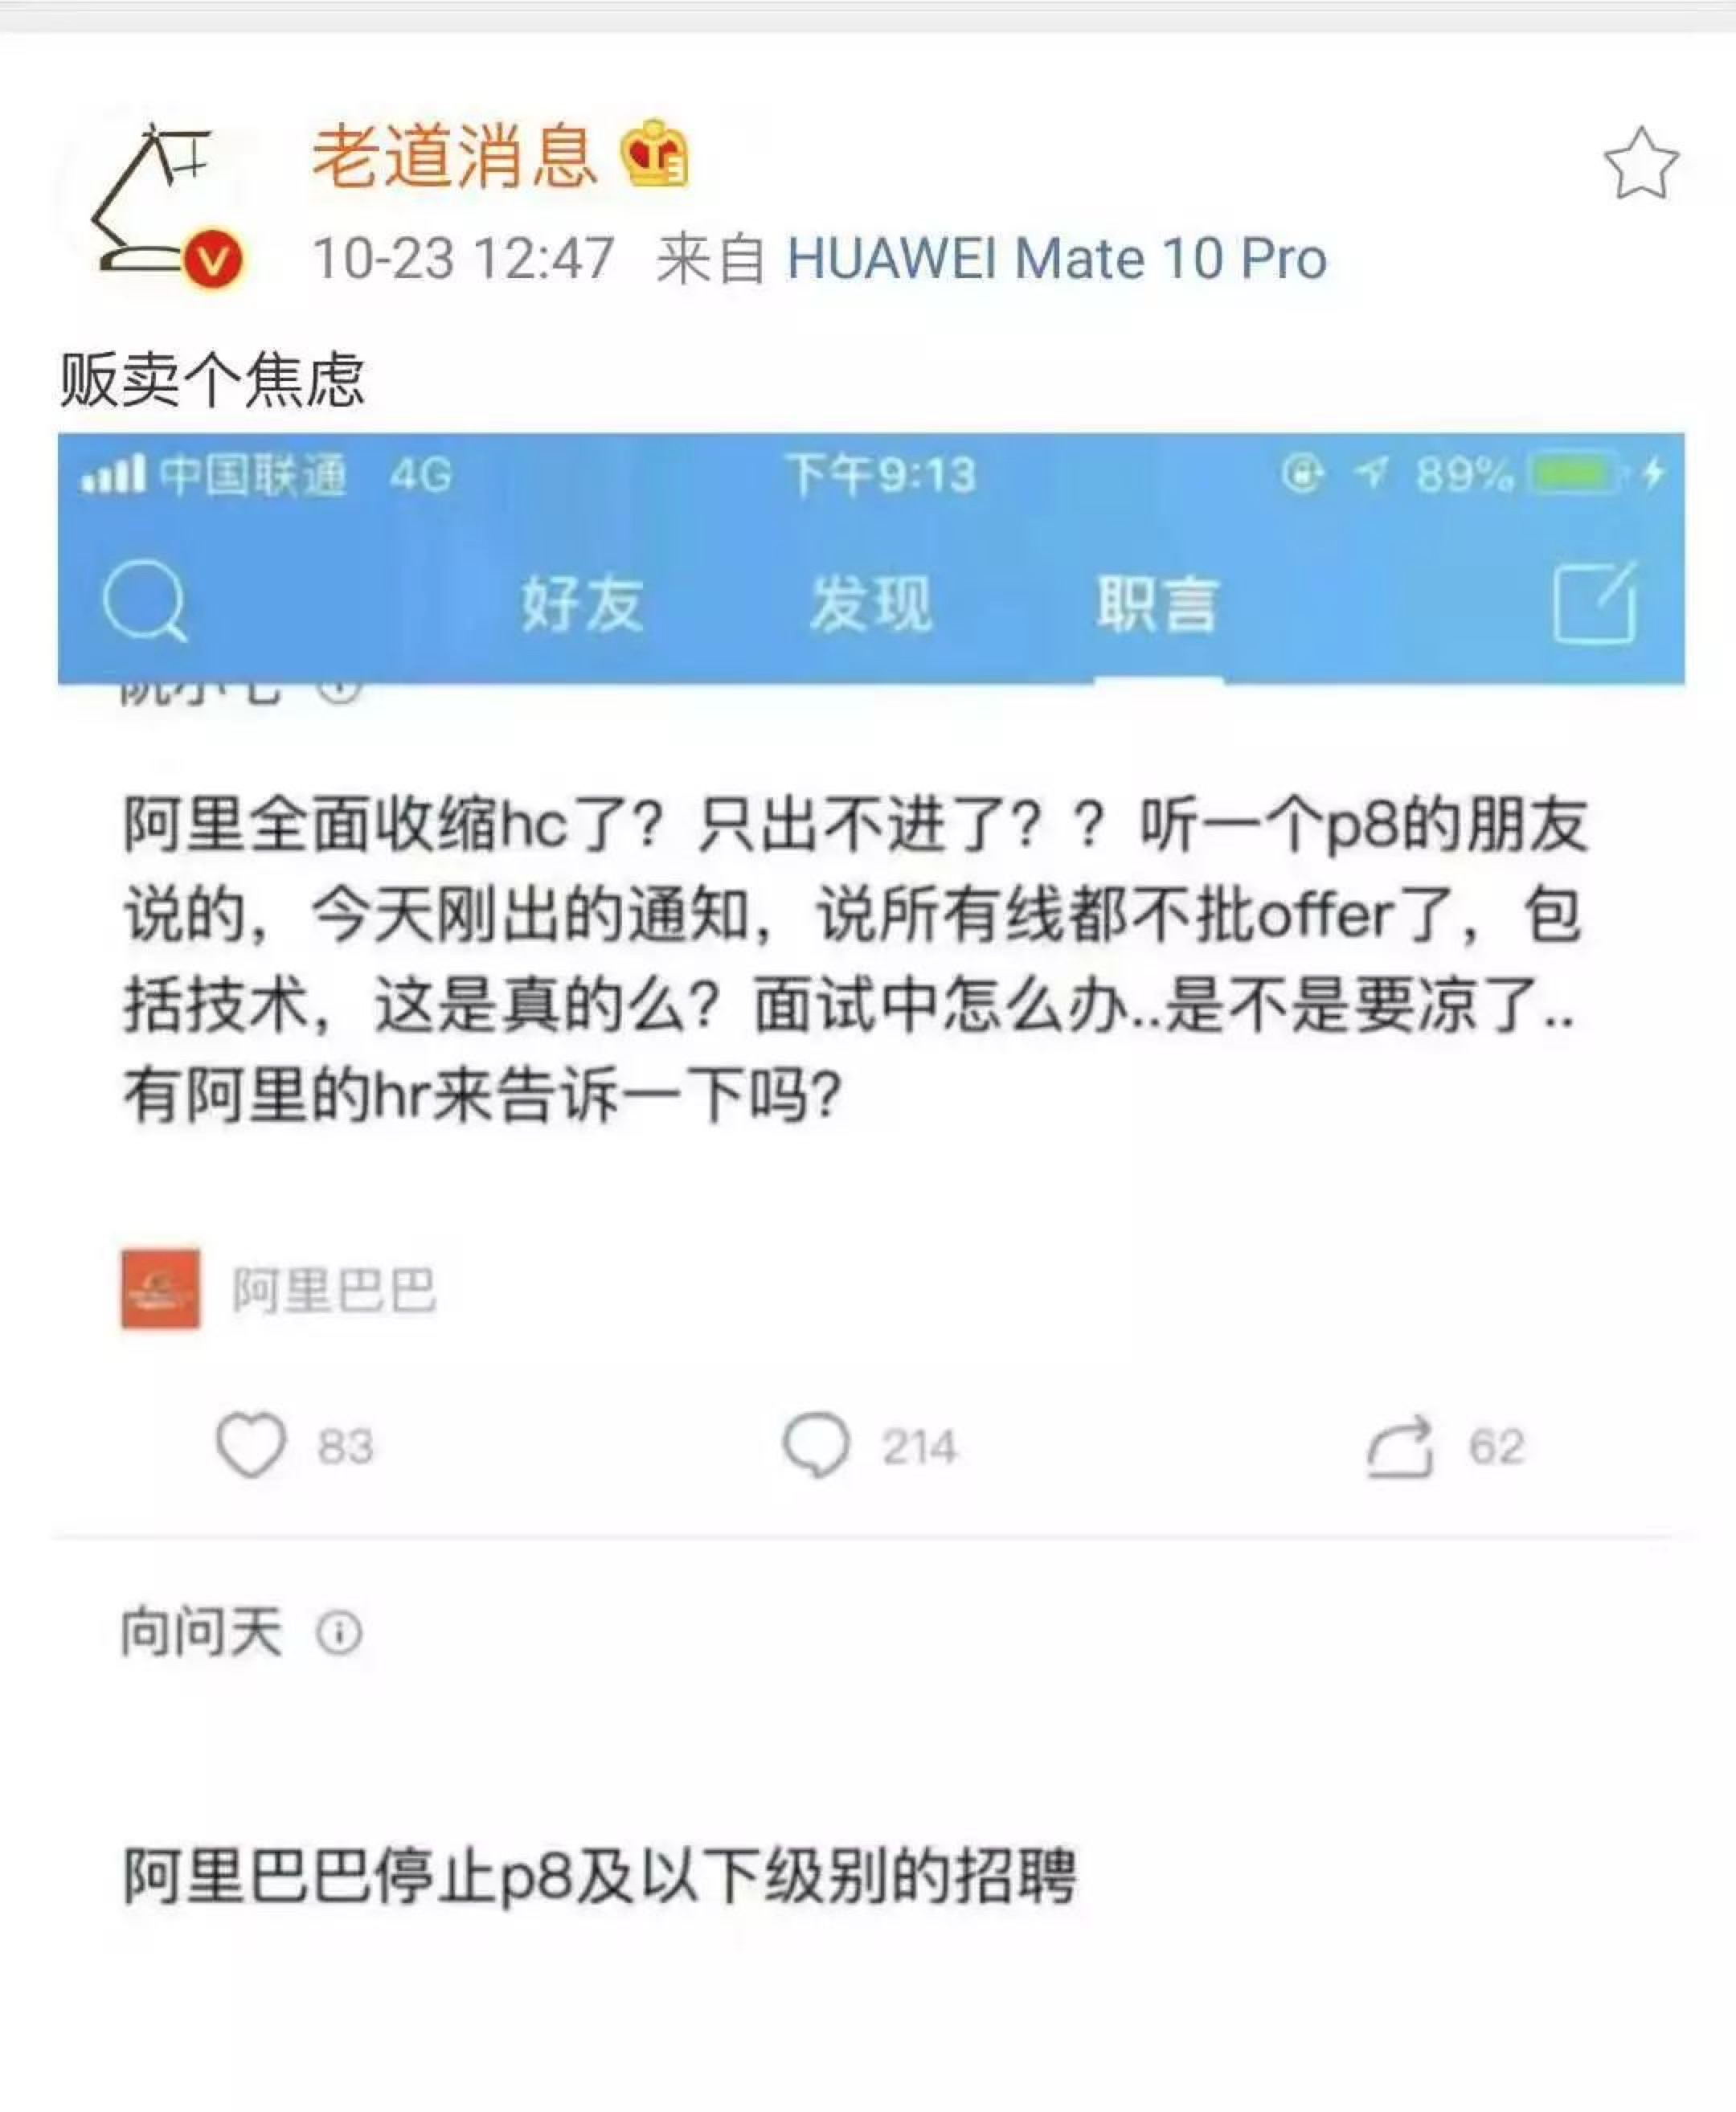 老道消息
10-23 12:47 来自 HUAWEI Mate 10 Pro
贩卖个焦虑
中国联通 4G 下午9:13 89%
好友 发现 职言
阿里全面收缩hc了？只出不进了？？听一个p8的朋友
说的，今天刚出的通知，说所有线都不批offer了，包
括技术，这是真的么？面试中怎么办..是不是要凉了..
有阿里的hr来告诉一下吗？
阿里巴巴
83 214 62
向问天
阿里巴巴停止p8及以下级别的招聘